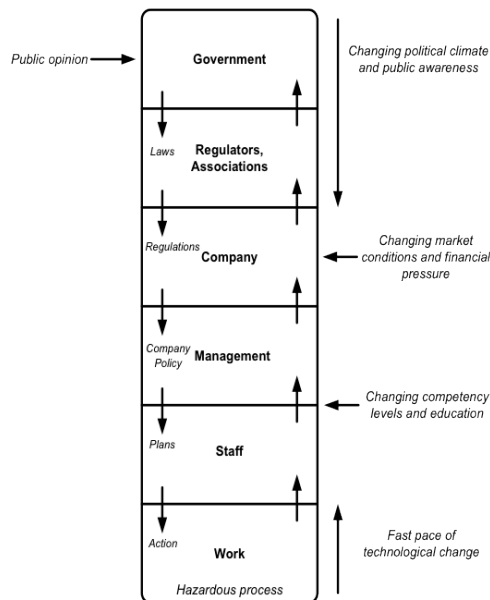 Public opinion
Government
Changing political climate
and public awareness
Laws
Regulators,
Associations
Regulations
Company
Changing market
conditions and financial
pressure
Company
Policy
Management
Changing competency
levels and education
Plans
Staff
Action
Work
Fast pace of
technological change
Hazardous process